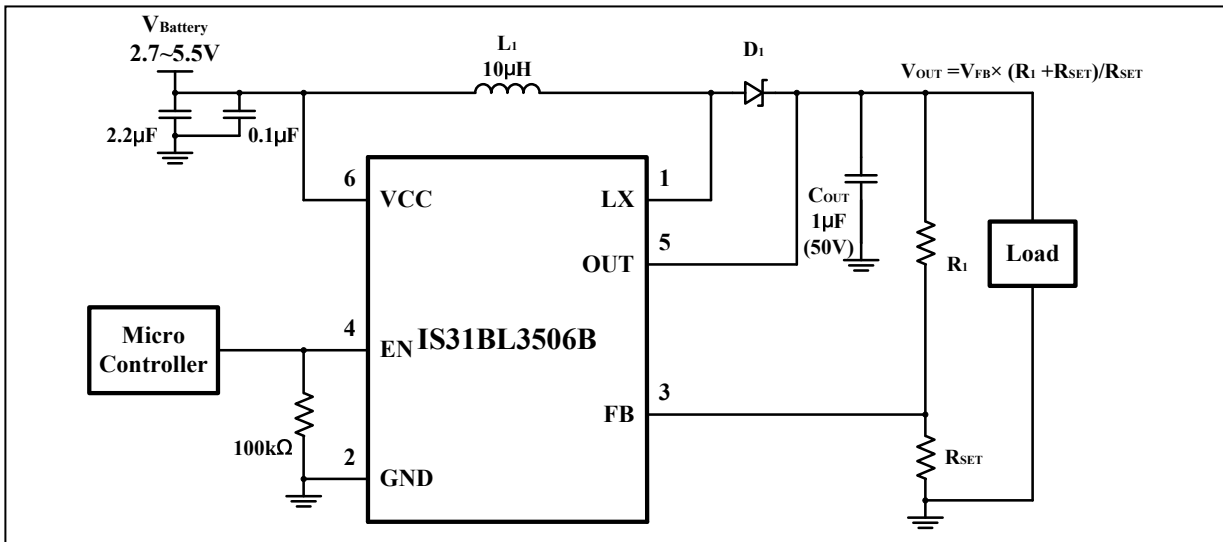 VBattery
2.7~5.5V
L1
10µH
D1
VOUT =VFB× (R1 +RSET)/RSET
2.2µF
0.1µF
6
VCC
1
LX
COUT
1µF
(50V)
5
OUT
R1
Load
Micro
Controller
4
EN
IS31BL3506B
3
FB
100kΩ
2
GND
RSET